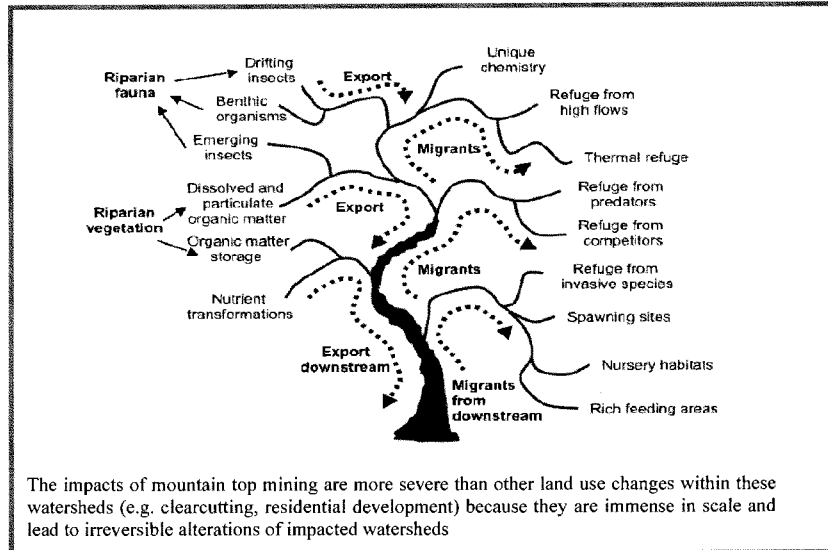 Riparian
fauna
Drifting
insects
Benthic
organisms
Emerging
insects
Riparian
vegetation
Dissolved and
particulate
organic matter
Organic matter
storage
Nutrient
transformations
Export
Export
Export
downstream
Unique
chemistry
Refuge from
high flows
Migrants
Thermal refuge
Refuge from
predators
Refuge from
competitors
Migrants
Refuge from
invasive species
Spawning sites
Nursery habitats
Rich feeding areas
Migrants
from
downstream
The impacts of mountain top mining are more severe than other land use changes within these
watersheds (e.g. clearcutting, residential development) because they are immense in scale and
lead to irreversible alterations of impacted watersheds